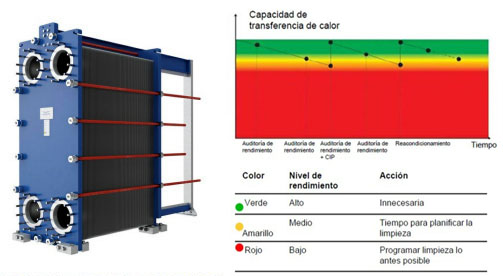 Capacidad de
transferencia de calor
Auditoría de
rendimiento
Auditoría de
rendimiento
Auditoría de
rendimiento
+ CIP
Auditoría de
rendimiento
Reacondicionamiento
Tiempo
Color
Nivel de
rendimiento
Acción
Verde
Alto
Innecesaria
Amarillo
Medio
Tiempo para planificar la
limpieza
Rojo
Bajo
Programar limpieza lo
antes posible